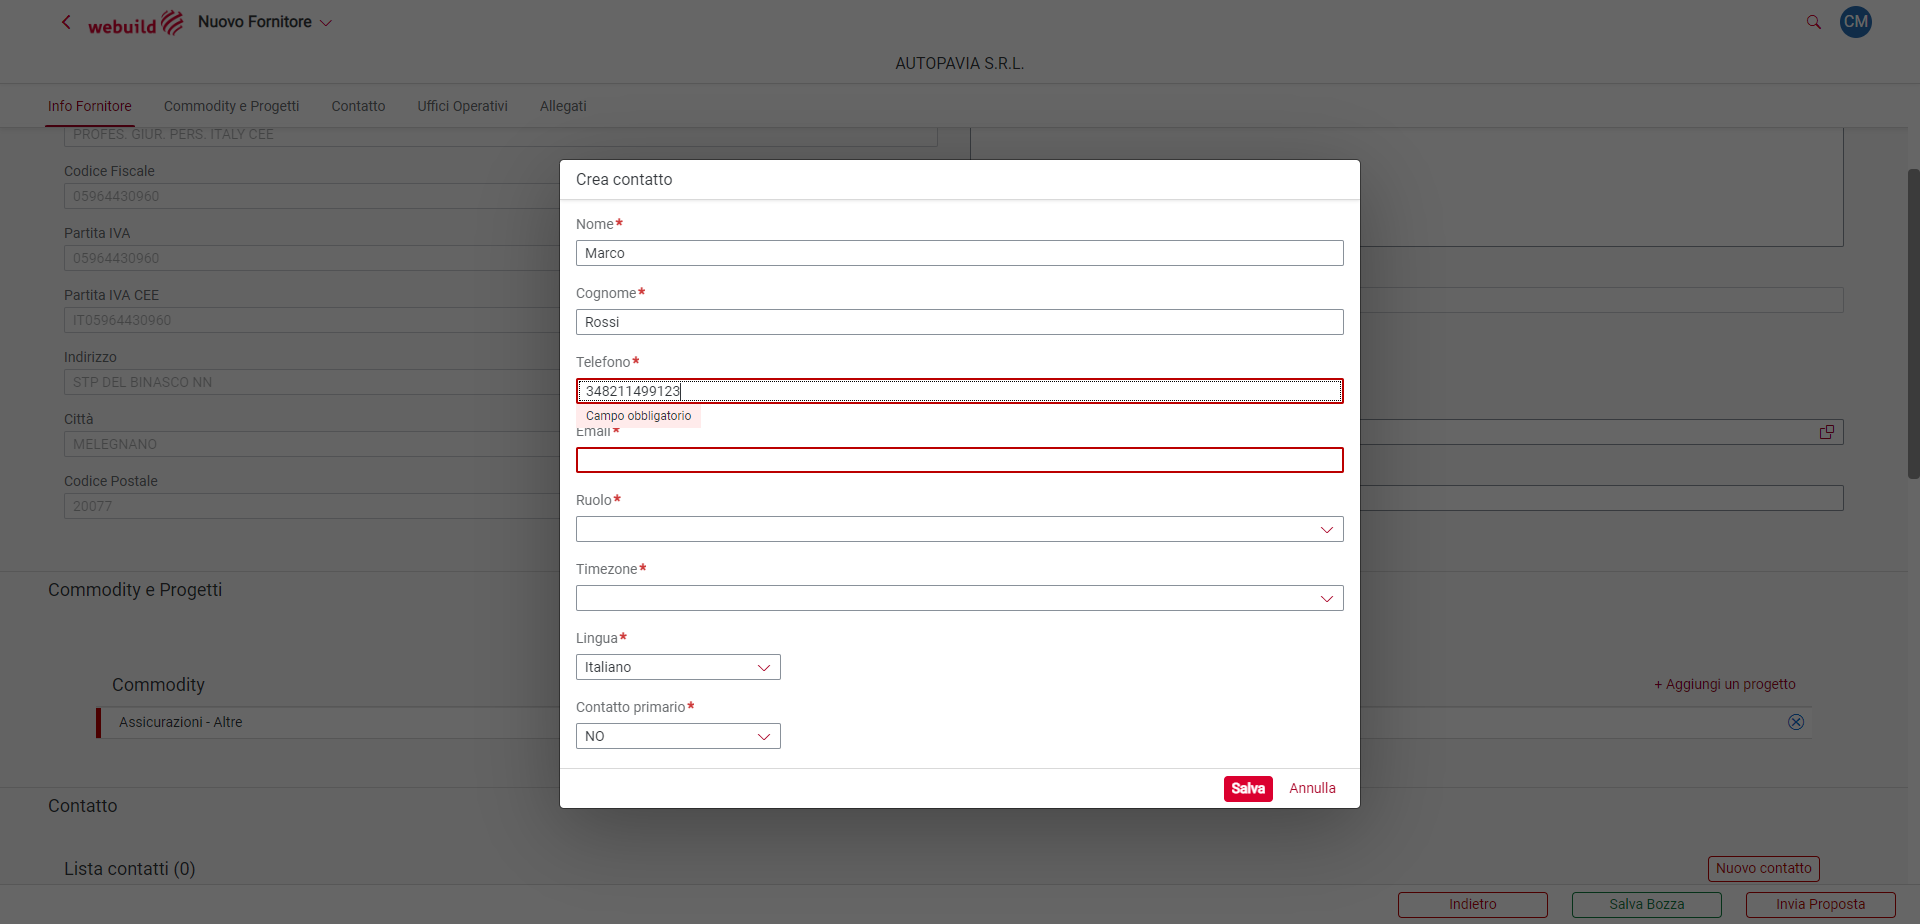 webuild
Nuovo Fornitore
CM
AUTOPAVIA S.R.L.
Info Fornitore
Commodity e Progetti
Contatto
Uffici Operativi
Allegati
PROFES. GIUR. PERS. ITALY CEE
Codice Fiscale
05964430960
Partita IVA
05964430960
Partita IVA CEE
IT05964430960
Indirizzo
STP DEL BINASCO NN
Città
MELEGNANO
Codice Postale
20077
Crea contatto
Nome*
Marco
Cognome*
Rossi
Telefono*
348211499123
Campo obbligatorio
Email*
Ruolo*
Timezone*
Lingua*
Italiano
Contatto primario*
NO
Salva
Annulla
Commodity e Progetti
Commodity
+ Aggiungi un progetto
Assicurazioni - Altre
Contatto
Lista contatti (0)
Nuovo contatto
Indietro
Salva Bozza
Invia Proposta